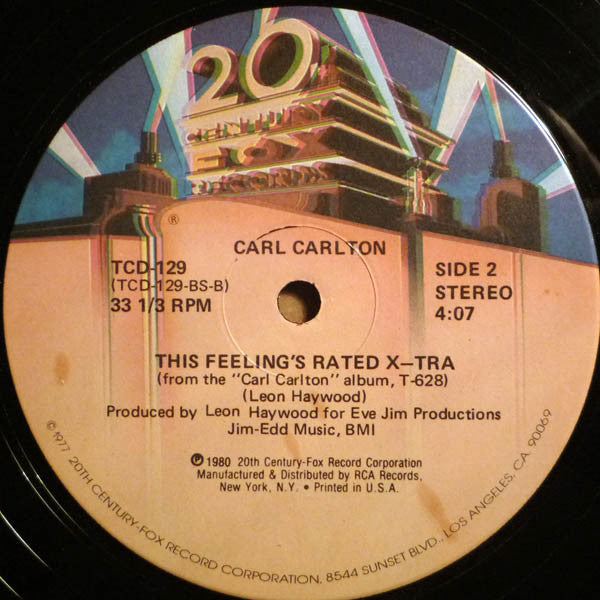 20th
CENTURY
FOX
RECORDS
®
CARL CARLTON
TCD-129
(TCD-129-BS-B)
33 1/3 RPM
SIDE 2
STEREO
4:07
THIS FEELING'S RATED X-TRA
(from the "Carl Carlton" album, T-628)
(Leon Haywood)
Produced by Leon Haywood for Eve Jim Productions
Jim-Edd Music, BMI
℗ 1980 20th Century-Fox Record Corporation
Manufactured & Distributed by RCA Records,
New York, N.Y. • Printed in U.S.A.
©1977 20TH CENTURY-FOX RECORD CORPORATION, 8544 SUNSET BLVD., LOS ANGELES, CA 90069